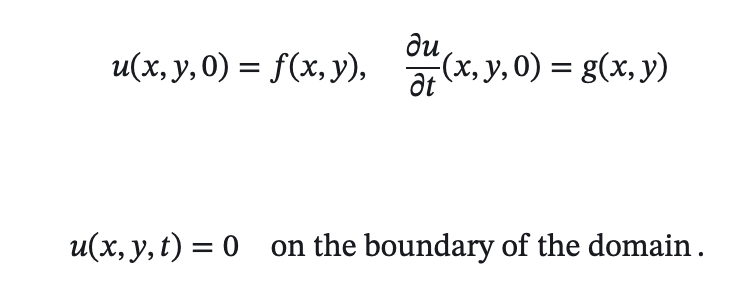 u(x, y, 0) = f(x, y), ∂u/∂t (x, y, 0) = g(x, y)
u(x, y, t) = 0 on the boundary of the domain .